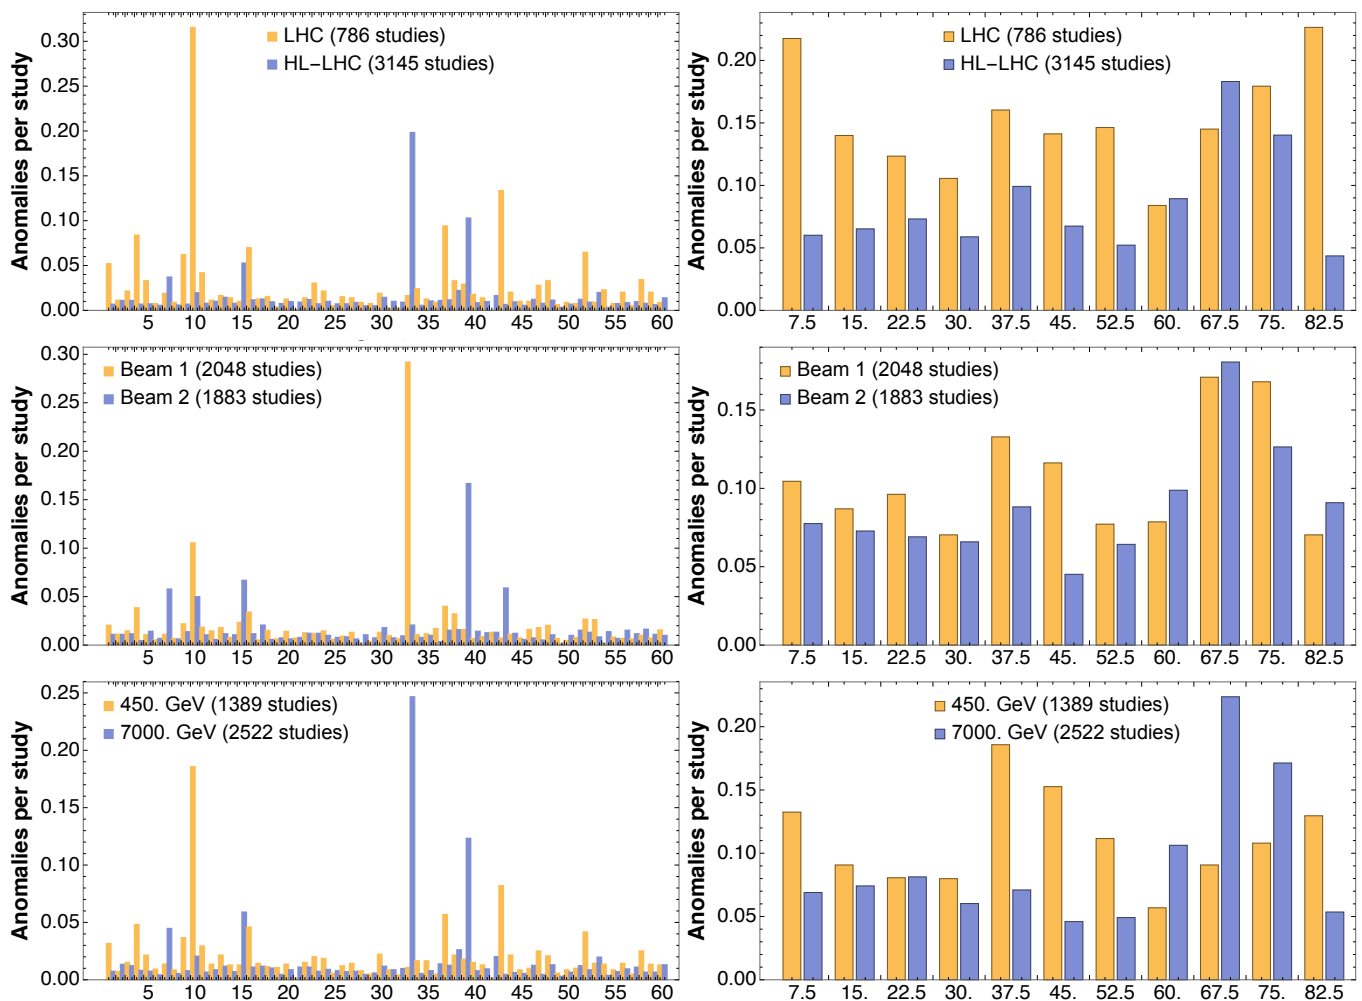 Anomalies per study
0.30
0.25
0.20
0.15
0.10
0.05
0.00
LHC (786 studies)
HL-LHC (3145 studies)
5 10 15 20 25 30 35 40 45 50 55 60
Anomalies per study
0.20
0.15
0.10
0.05
0.00
LHC (786 studies)
HL-LHC (3145 studies)
7.5 15. 22.5 30. 37.5 45. 52.5 60. 67.5 75. 82.5
Anomalies per study
0.30
0.25
0.20
0.15
0.10
0.05
0.00
Beam 1 (2048 studies)
Beam 2 (1883 studies)
5 10 15 20 25 30 35 40 45 50 55 60
Anomalies per study
0.15
0.10
0.05
0.00
Beam 1 (2048 studies)
Beam 2 (1883 studies)
7.5 15. 22.5 30. 37.5 45. 52.5 60. 67.5 75. 82.5
Anomalies per study
0.25
0.20
0.15
0.10
0.05
0.00
450. GeV (1389 studies)
7000. GeV (2522 studies)
5 10 15 20 25 30 35 40 45 50 55 60
Anomalies per study
0.20
0.15
0.10
0.05
0.00
450. GeV (1389 studies)
7000. GeV (2522 studies)
7.5 15. 22.5 30. 37.5 45. 52.5 60. 67.5 75. 82.5